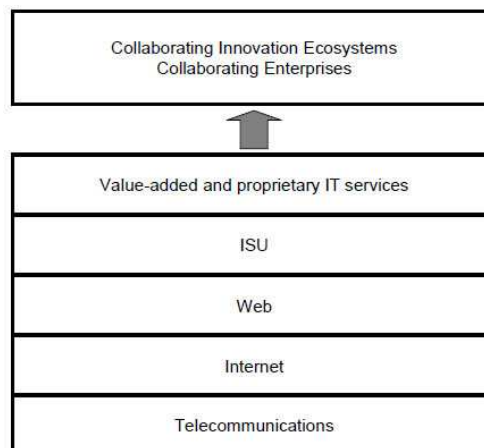 Collaborating Innovation Ecosystems
Collaborating Enterprises
Value-added and proprietary IT services
ISU
Web
Internet
Telecommunications